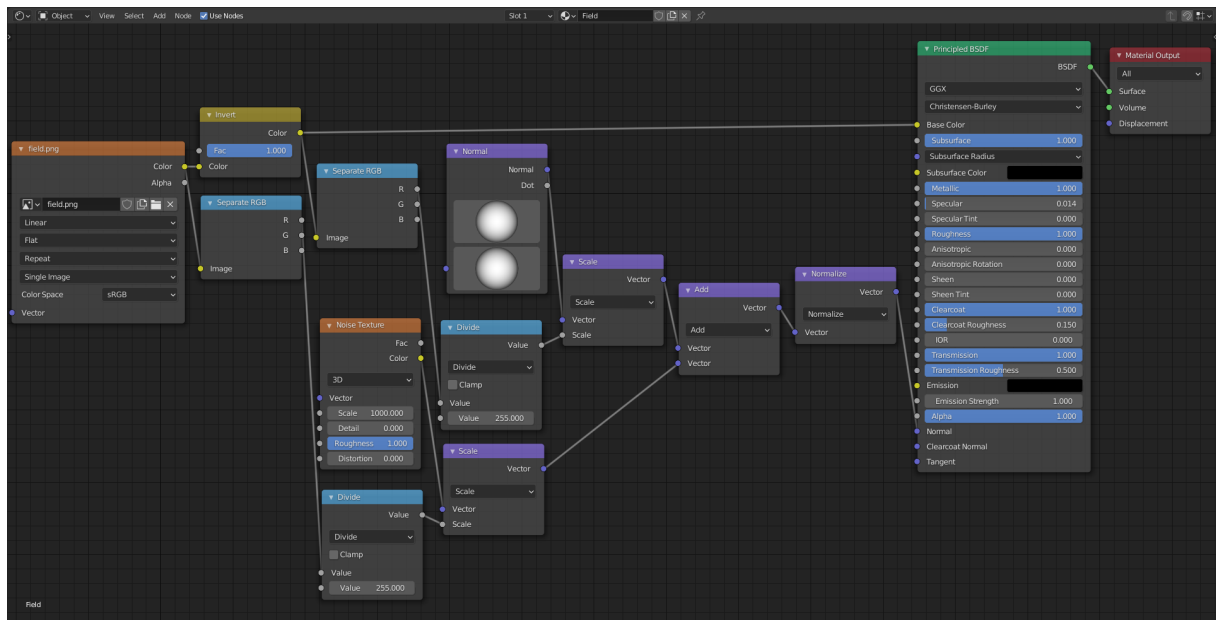 Object View Select Add Node Use Nodes Slot 1 Field
field.png
Color
Alpha
field.png
Linear
Flat
Repeat
Single Image
Color Space sRGB
Vector
Invert
Color
Fac 1.000
Color
Separate RGB
R
G
B
Image
Separate RGB
R
G
B
Image
Noise Texture
Fac
Color
3D
Vector
Scale 1000.000
Detail 0.000
Roughness 1.000
Distortion 0.000
Divide
Value
Divide
Clamp
Value
Value 255.000
Normal
Normal
Dot
Divide
Value
Divide
Clamp
Value
Value 255.000
Scale
Vector
Scale
Vector
Scale
Scale
Vector
Scale
Vector
Scale
Add
Vector
Add
Vector
Vector
Normalize
Vector
Normalize
Vector
Principled BSDF
BSDF
GGX
Christensen-Burley
Base Color
Subsurface 1.000
Subsurface Radius
Subsurface Color
Metallic 1.000
Specular 0.014
Specular Tint 0.000
Roughness 1.000
Anisotropic 0.000
Anisotropic Rotation 0.000
Sheen 0.000
Sheen Tint 0.000
Clearcoat 1.000
Clearcoat Roughness 0.150
IOR 0.000
Transmission 1.000
Transmission Roughness 0.500
Emission
Emission Strength 1.000
Alpha 1.000
Normal
Clearcoat Normal
Tangent
Material Output
All
Surface
Volume
Displacement
Field